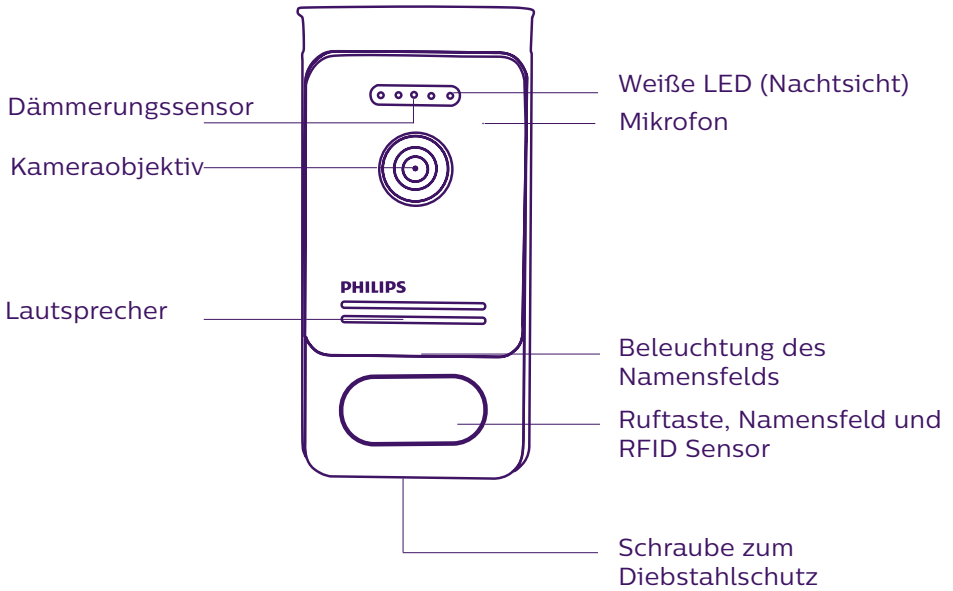 Dämmerungssensor
Kameraobjektiv
Lautsprecher
PHILIPS
Weiße LED (Nachtsicht)
Mikrofon
Beleuchtung des
Namensfelds
Ruftaste, Namensfeld und
RFID Sensor
Schraube zum
Diebstahlschutz